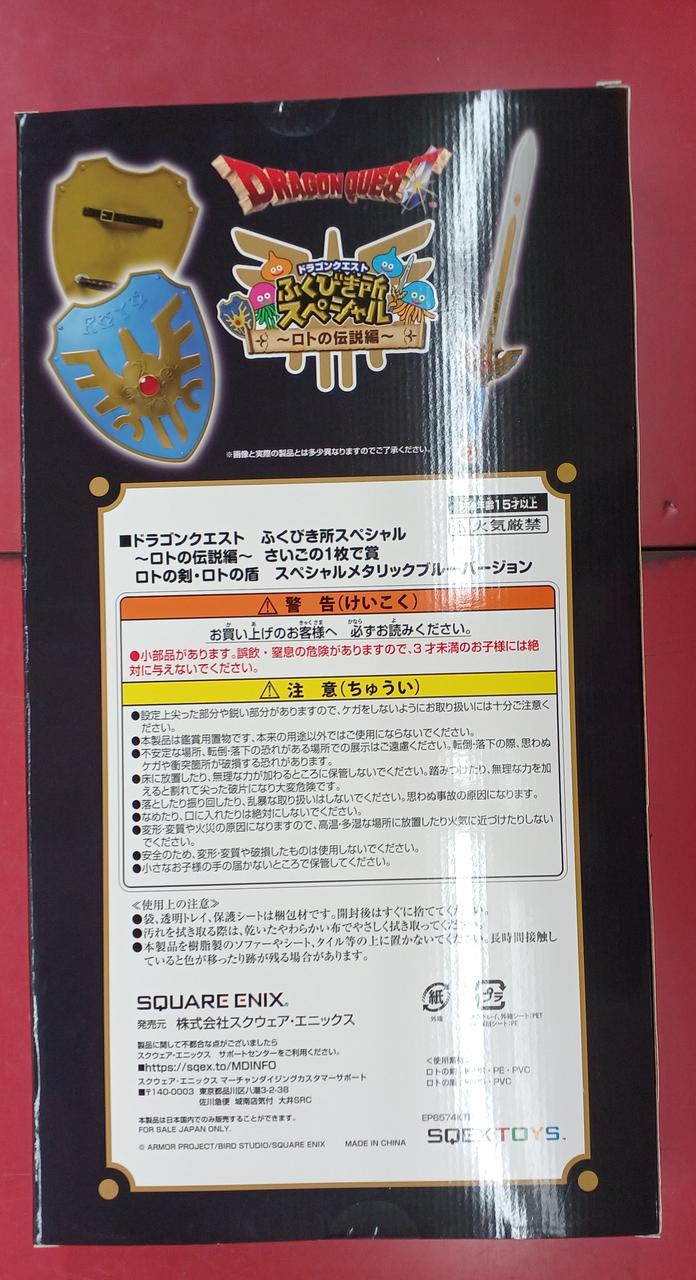 DRAGON QUEST
ドラゴンクエスト
ふくびき所
スペシャル
～ロトの伝説編～
※画像と実際の製品とは多少異なりますのでご了承ください。
年齢15才以上
火気厳禁
■ドラゴンクエスト ふくびき所スペシャル
～ロトの伝説編～ さいごの1枚で賞
ロトの剣・ロトの盾 スペシャルメタリックブルーバージョン
⚠警 告(けいこく)
お買い上げのお客様へ 必ずお読みください。
●小部品があります。誤飲・窒息の危険がありますので、3才未満のお子様には絶
対に与えないでください。
⚠注 意(ちゅうい)
●設定上尖った部分や鋭い部分がありますので、ケガをしないようにお取り扱いには十分ご注意く
ださい。
●本製品は鑑賞用置物です、本来の用途以外ではご使用にならないでください。
●不安定な場所、転倒・落下の恐れがある場所での展示はご遠慮ください。転倒・落下の際、思わぬ
ケガや衝突箇所が破損する恐れがあります。
●床に放置したり、無理な力が加わるところに保管しないでください。踏みつけたり、無理な力を加
えると割れて尖った破片になり大変危険です。
●落としたり振り回したり、乱暴な取り扱いはしないでください。思わぬ事故の原因になります。
●なめたり、口に入れたりは絶対にしないでください。
●変形・変質や火災の原因になりますので、高温・多湿な場所に放置したり火気に近づけたりしない
でください。
●安全のため、変形・変質や破損したものは使用しないでください。
●小さなお子様の手の届かないところで保管してください。
≪使用上の注意≫
●袋、透明トレイ、保護シートは梱包材です。開封後はすぐに捨ててください。
●汚れを拭き取る際は、乾いたやわらかい布でやさしく拭き取ってください。
●本製品を樹脂製のソファーやシート、タイル等の上に置かないでください。長時間接触し
ていると色が移ったり跡が残る場合があります。
SQUARE ENIX®
発売元 株式会社スクウェア・エニックス
紙
外箱
プラ
トレイ、外箱シート:PET
シート:PE
製品に関して不都合な点がございましたら
スクウェア・エニックス サポートセンターをご利用ください。
■https://sqex.to/MDINFO
スクウェア・エニックス マーチャンダイジングカスタマーサポート
■〒140-0003 東京都品川区八潮3-2-38
佐川急便 城南店気付 大井SRC
＜使用素材＞
ロトの剣
・PE・PVC
ロトの盾
・PVC
本製品は日本国内でのみ販売することができます。
FOR SALE JAPAN ONLY.
© ARMOR PROJECT/BIRD STUDIO/SQUARE ENIX
MADE IN CHINA
EP6574KTI
SQEX TOYS™